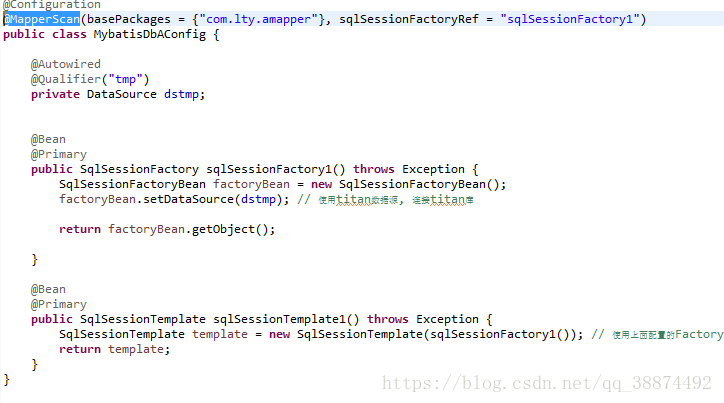 @Configuration
@MapperScan(basePackages = {"com.lty.amapper"}, sqlSessionFactoryRef = "sqlSessionFactory1")
public class MybatisDbAConfig {
@Autowired
@Qualifier("tmp")
private DataSource dstmp;
@Bean
@Primary
public SqlSessionFactory sqlSessionFactory1() throws Exception {
SqlSessionFactoryBean factoryBean = new SqlSessionFactoryBean();
factoryBean.setDataSource(dstmp); // 使用titan数据源, 连接titan库
return factoryBean.getObject();
}
@Bean
@Primary
public SqlSessionTemplate sqlSessionTemplate1() throws Exception {
SqlSessionTemplate template = new SqlSessionTemplate(sqlSessionFactory1()); // 使用上面配置的Factory
return template;
}
}
https://blog.csdn.net/qq_38874492